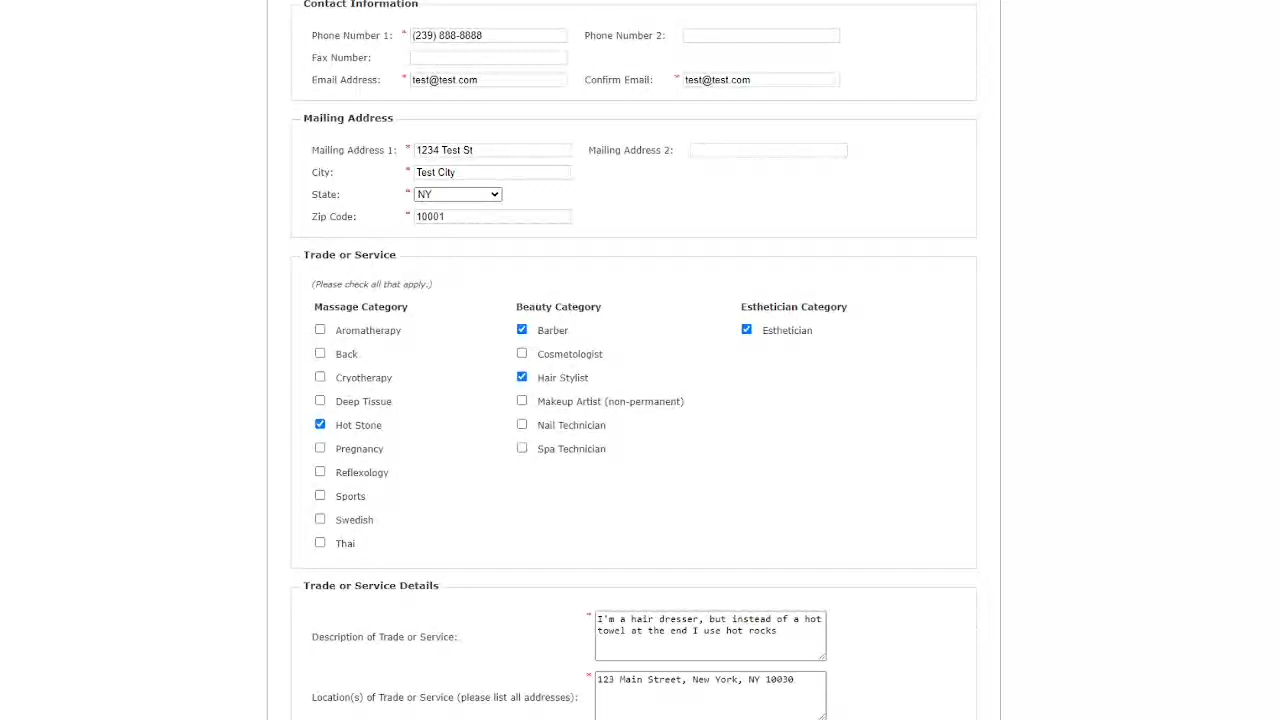 Contact Information
Phone Number 1: * (239) 888-8888 Phone Number 2:
Fax Number:
Email Address: * test@test.com Confirm Email: * test@test.com
Mailing Address
Mailing Address 1: * 1234 Test St Mailing Address 2:
City: * Test City
State: * NY
Zip Code: * 10001
Trade or Service
(Please check all that apply.)
Massage Category Beauty Category Esthetician Category
Aromatherapy Barber Esthetician
Back Cosmetologist
Cryotherapy Hair Stylist
Deep Tissue Makeup Artist (non-permanent)
Hot Stone Nail Technician
Pregnancy Spa Technician
Reflexology
Sports
Swedish
Thai
Trade or Service Details
* I'm a hair dresser, but instead of a hot
towel at the end I use hot rocks
Description of Trade or Service:
* 123 Main Street, New York, NY 10030
Location(s) of Trade or Service (please list all addresses):